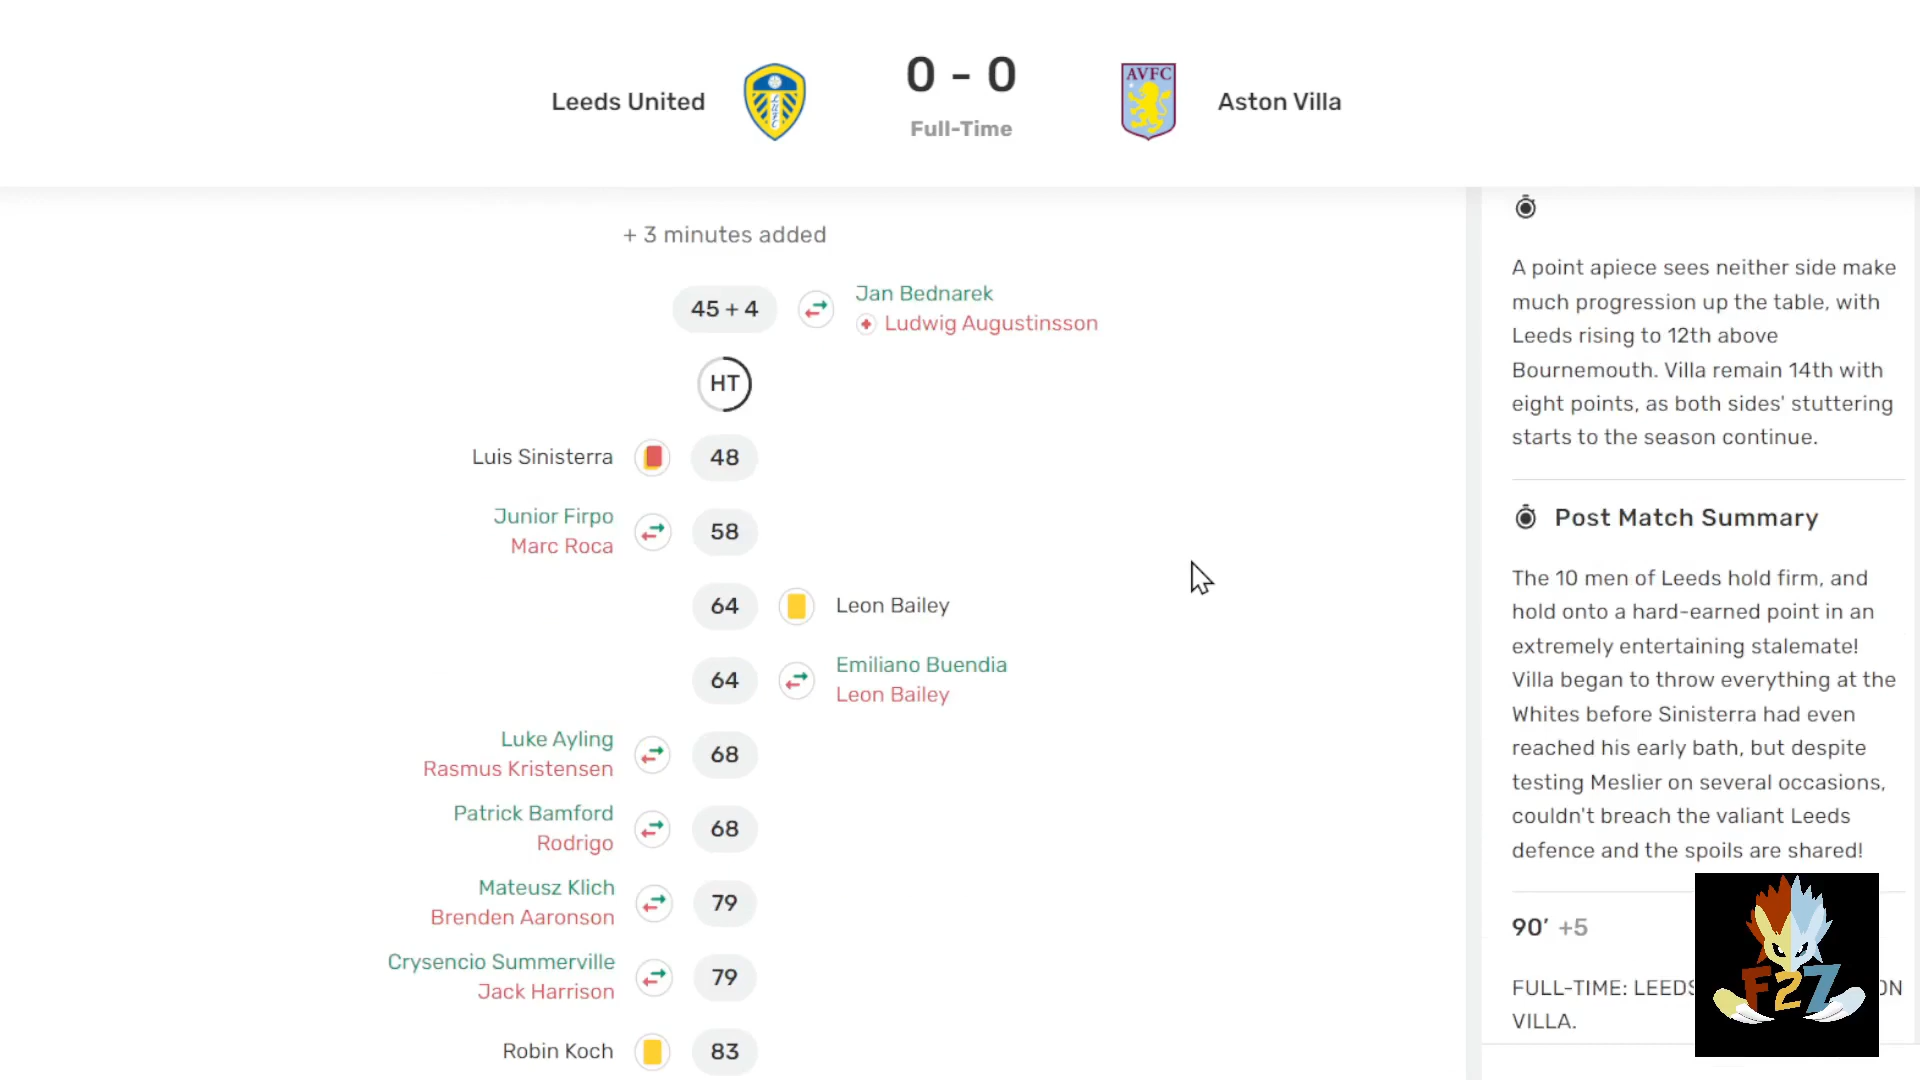 Leeds United
0 - 0
Full-Time
AVFC
Aston Villa
+ 3 minutes added
45 + 4
Jan Bednarek
Ludwig Augustinsson
HT
Luis Sinisterra
48
Junior Firpo
Marc Roca
58
64
Leon Bailey
64
Emiliano Buendia
Leon Bailey
Luke Ayling
Rasmus Kristensen
68
Patrick Bamford
Rodrigo
68
Mateusz Klich
Brenden Aaronson
79
Crysencio Summerville
Jack Harrison
79
Robin Koch
83
A point apiece sees neither side make
much progression up the table, with
Leeds rising to 12th above
Bournemouth. Villa remain 14th with
eight points, as both sides' stuttering
starts to the season continue.
Post Match Summary
The 10 men of Leeds hold firm, and
hold onto a hard-earned point in an
extremely entertaining stalemate!
Villa began to throw everything at the
Whites before Sinisterra had even
reached his early bath, but despite
testing Meslier on several occasions,
couldn't breach the valiant Leeds
defence and the spoils are shared!
90' +5
FULL-TIME: LEEDS
ON
VILLA.
F2Z